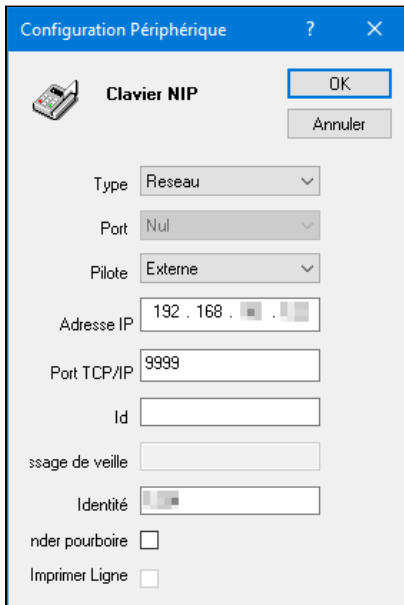 Configuration Périphérique ? ×
Clavier NIP
OK
Annuler
Type Reseau
Port Nul
Pilote Externe
Adresse IP 192 . 168 . .
Port TCP/IP 9999
Id
ssage de veille
Identité
nder pourboire
Imprimer Ligne